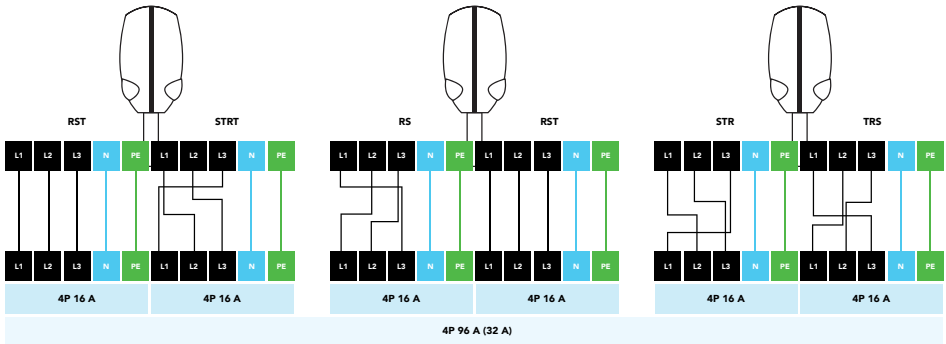 RST STRT RS RST STR TRS
L1 L2 L3 N PE L1 L2 L3 N PE L1 L2 L3 N PE L1 L2 L3 N PE L1 L2 L3 N PE L1 L2 L3 N PE
L1 L2 L3 N PE L1 L2 L3 N PE L1 L2 L3 N PE L1 L2 L3 N PE L1 L2 L3 N PE L1 L2 L3 N PE
4P 16 A 4P 16 A 4P 16 A 4P 16 A 4P 16 A 4P 16 A
4P 96 A (32 A)